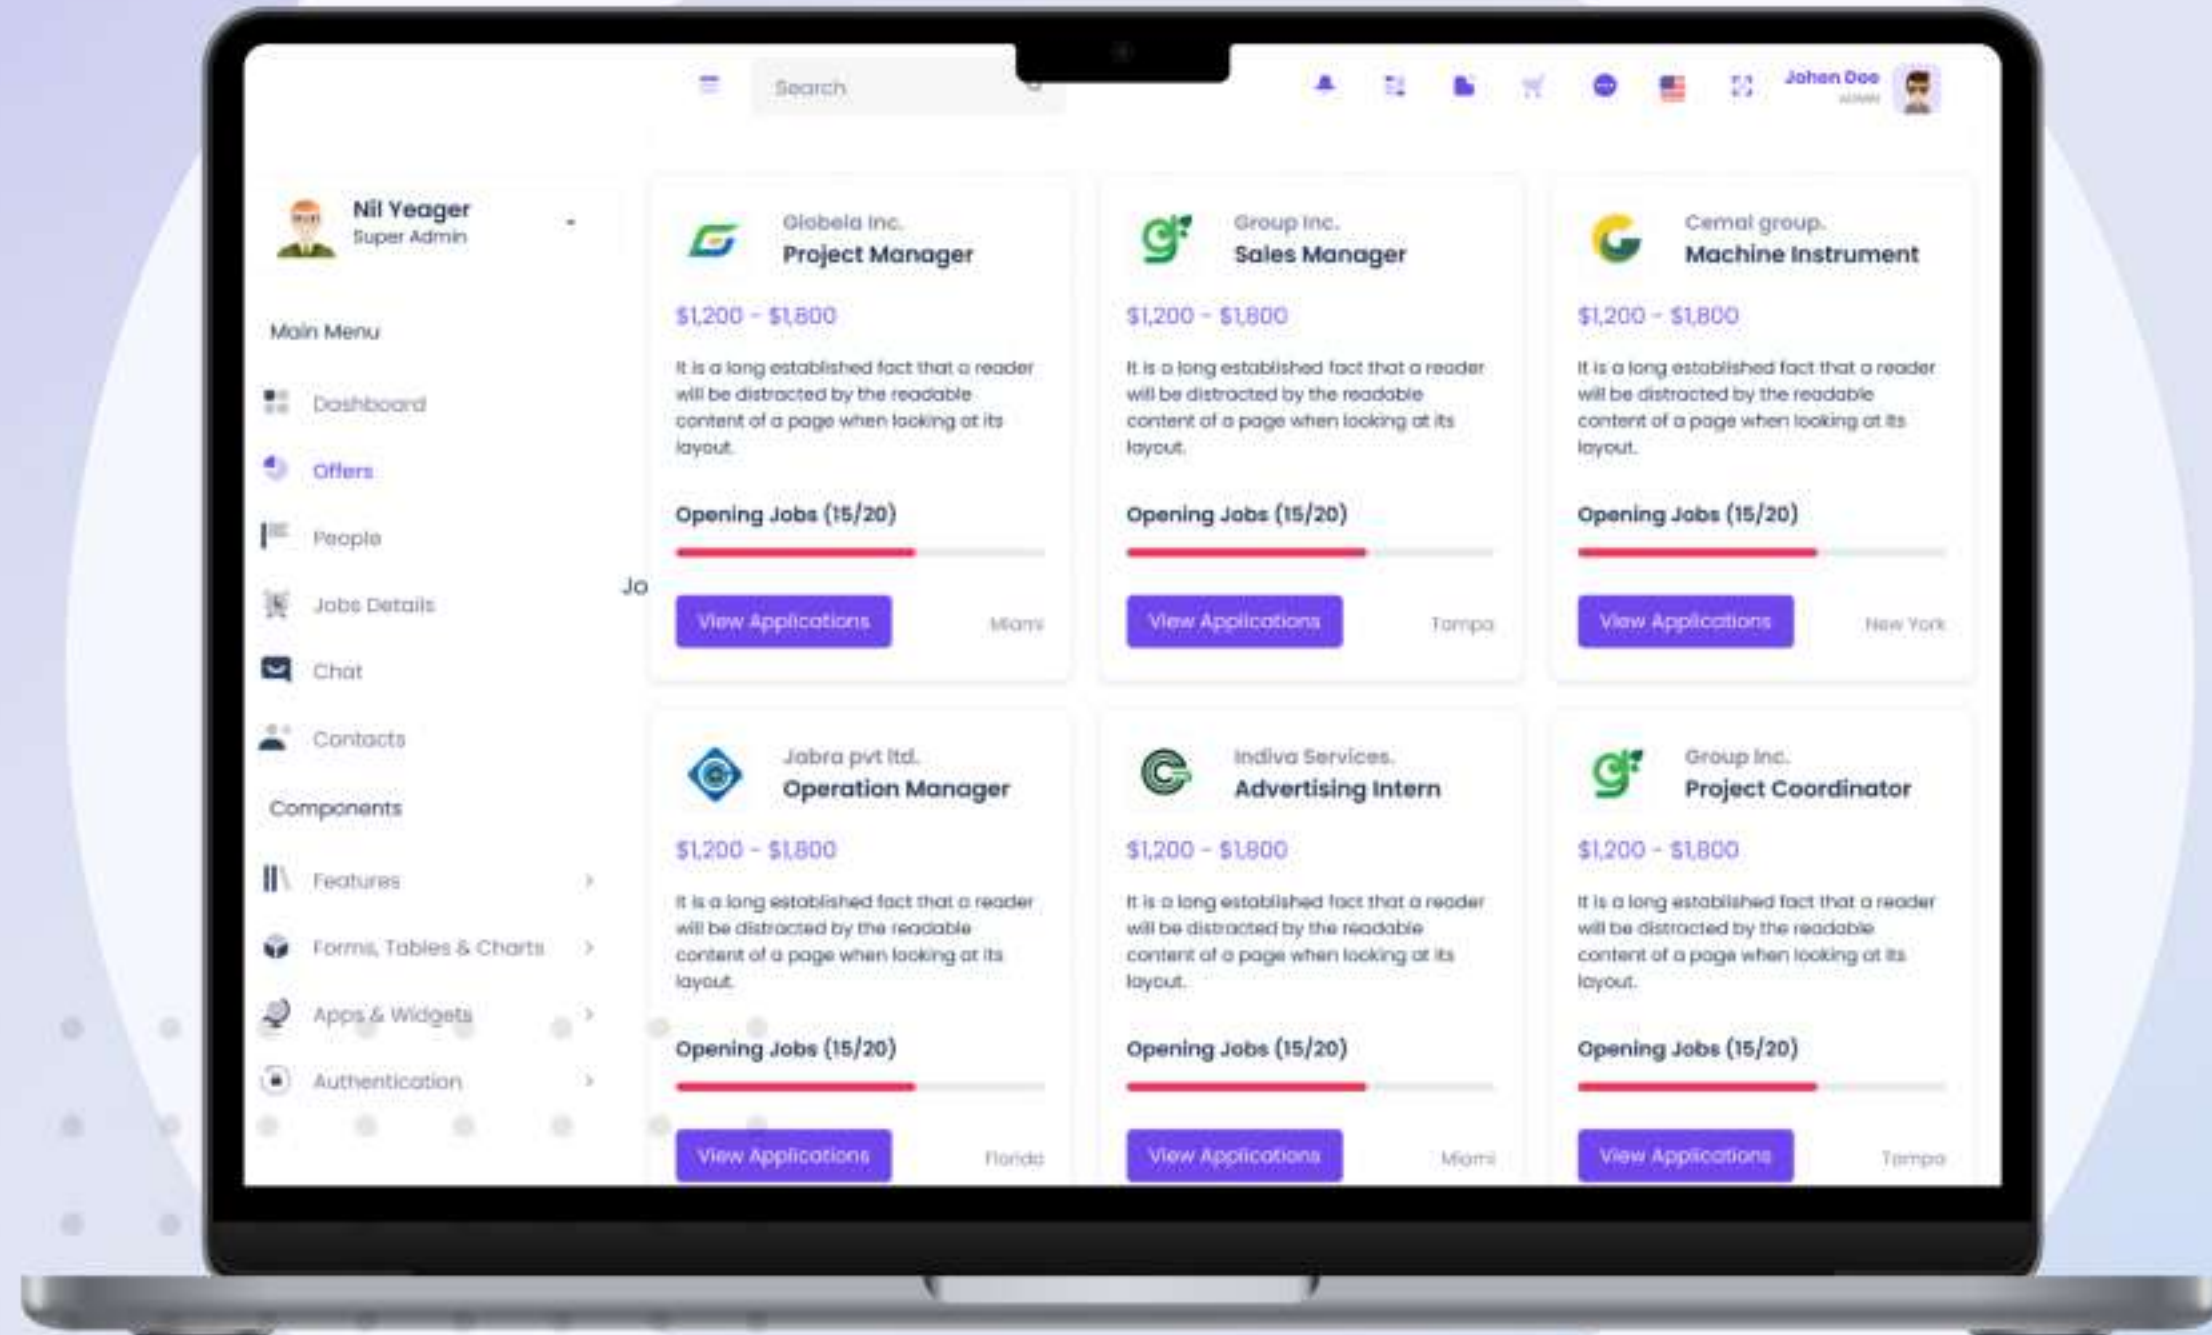 Search
Johen Doe
ADMIN
Nil Yeager
Super Admin
Main Menu
Dashboard
Offers
People
Jobs Details
Chat
Contacts
Components
Features
Forms, Tables & Charts
Apps & Widgets
Authentication
Jo
Globela Inc.
Project Manager
$1,200 - $1,800
It is a long established fact that a reader
will be distracted by the readable
content of a page when looking at its
layout.
Opening Jobs (15/20)
View Applications
Miami
Group Inc.
Sales Manager
$1,200 - $1,800
It is a long established fact that a reader
will be distracted by the readable
content of a page when looking at its
layout.
Opening Jobs (15/20)
View Applications
Tampa
Cemal group.
Machine Instrument
$1,200 - $1,800
It is a long established fact that a reader
will be distracted by the readable
content of a page when looking at its
layout.
Opening Jobs (15/20)
View Applications
New York
Jabra pvt ltd.
Operation Manager
$1,200 - $1,800
It is a long established fact that a reader
will be distracted by the readable
content of a page when looking at its
layout.
Opening Jobs (15/20)
View Applications
Florida
Indiva Services.
Advertising Intern
$1,200 - $1,800
It is a long established fact that a reader
will be distracted by the readable
content of a page when looking at its
layout.
Opening Jobs (15/20)
View Applications
Miami
Group Inc.
Project Coordinator
$1,200 - $1,800
It is a long established fact that a reader
will be distracted by the readable
content of a page when looking at its
layout.
Opening Jobs (15/20)
View Applications
Tampa